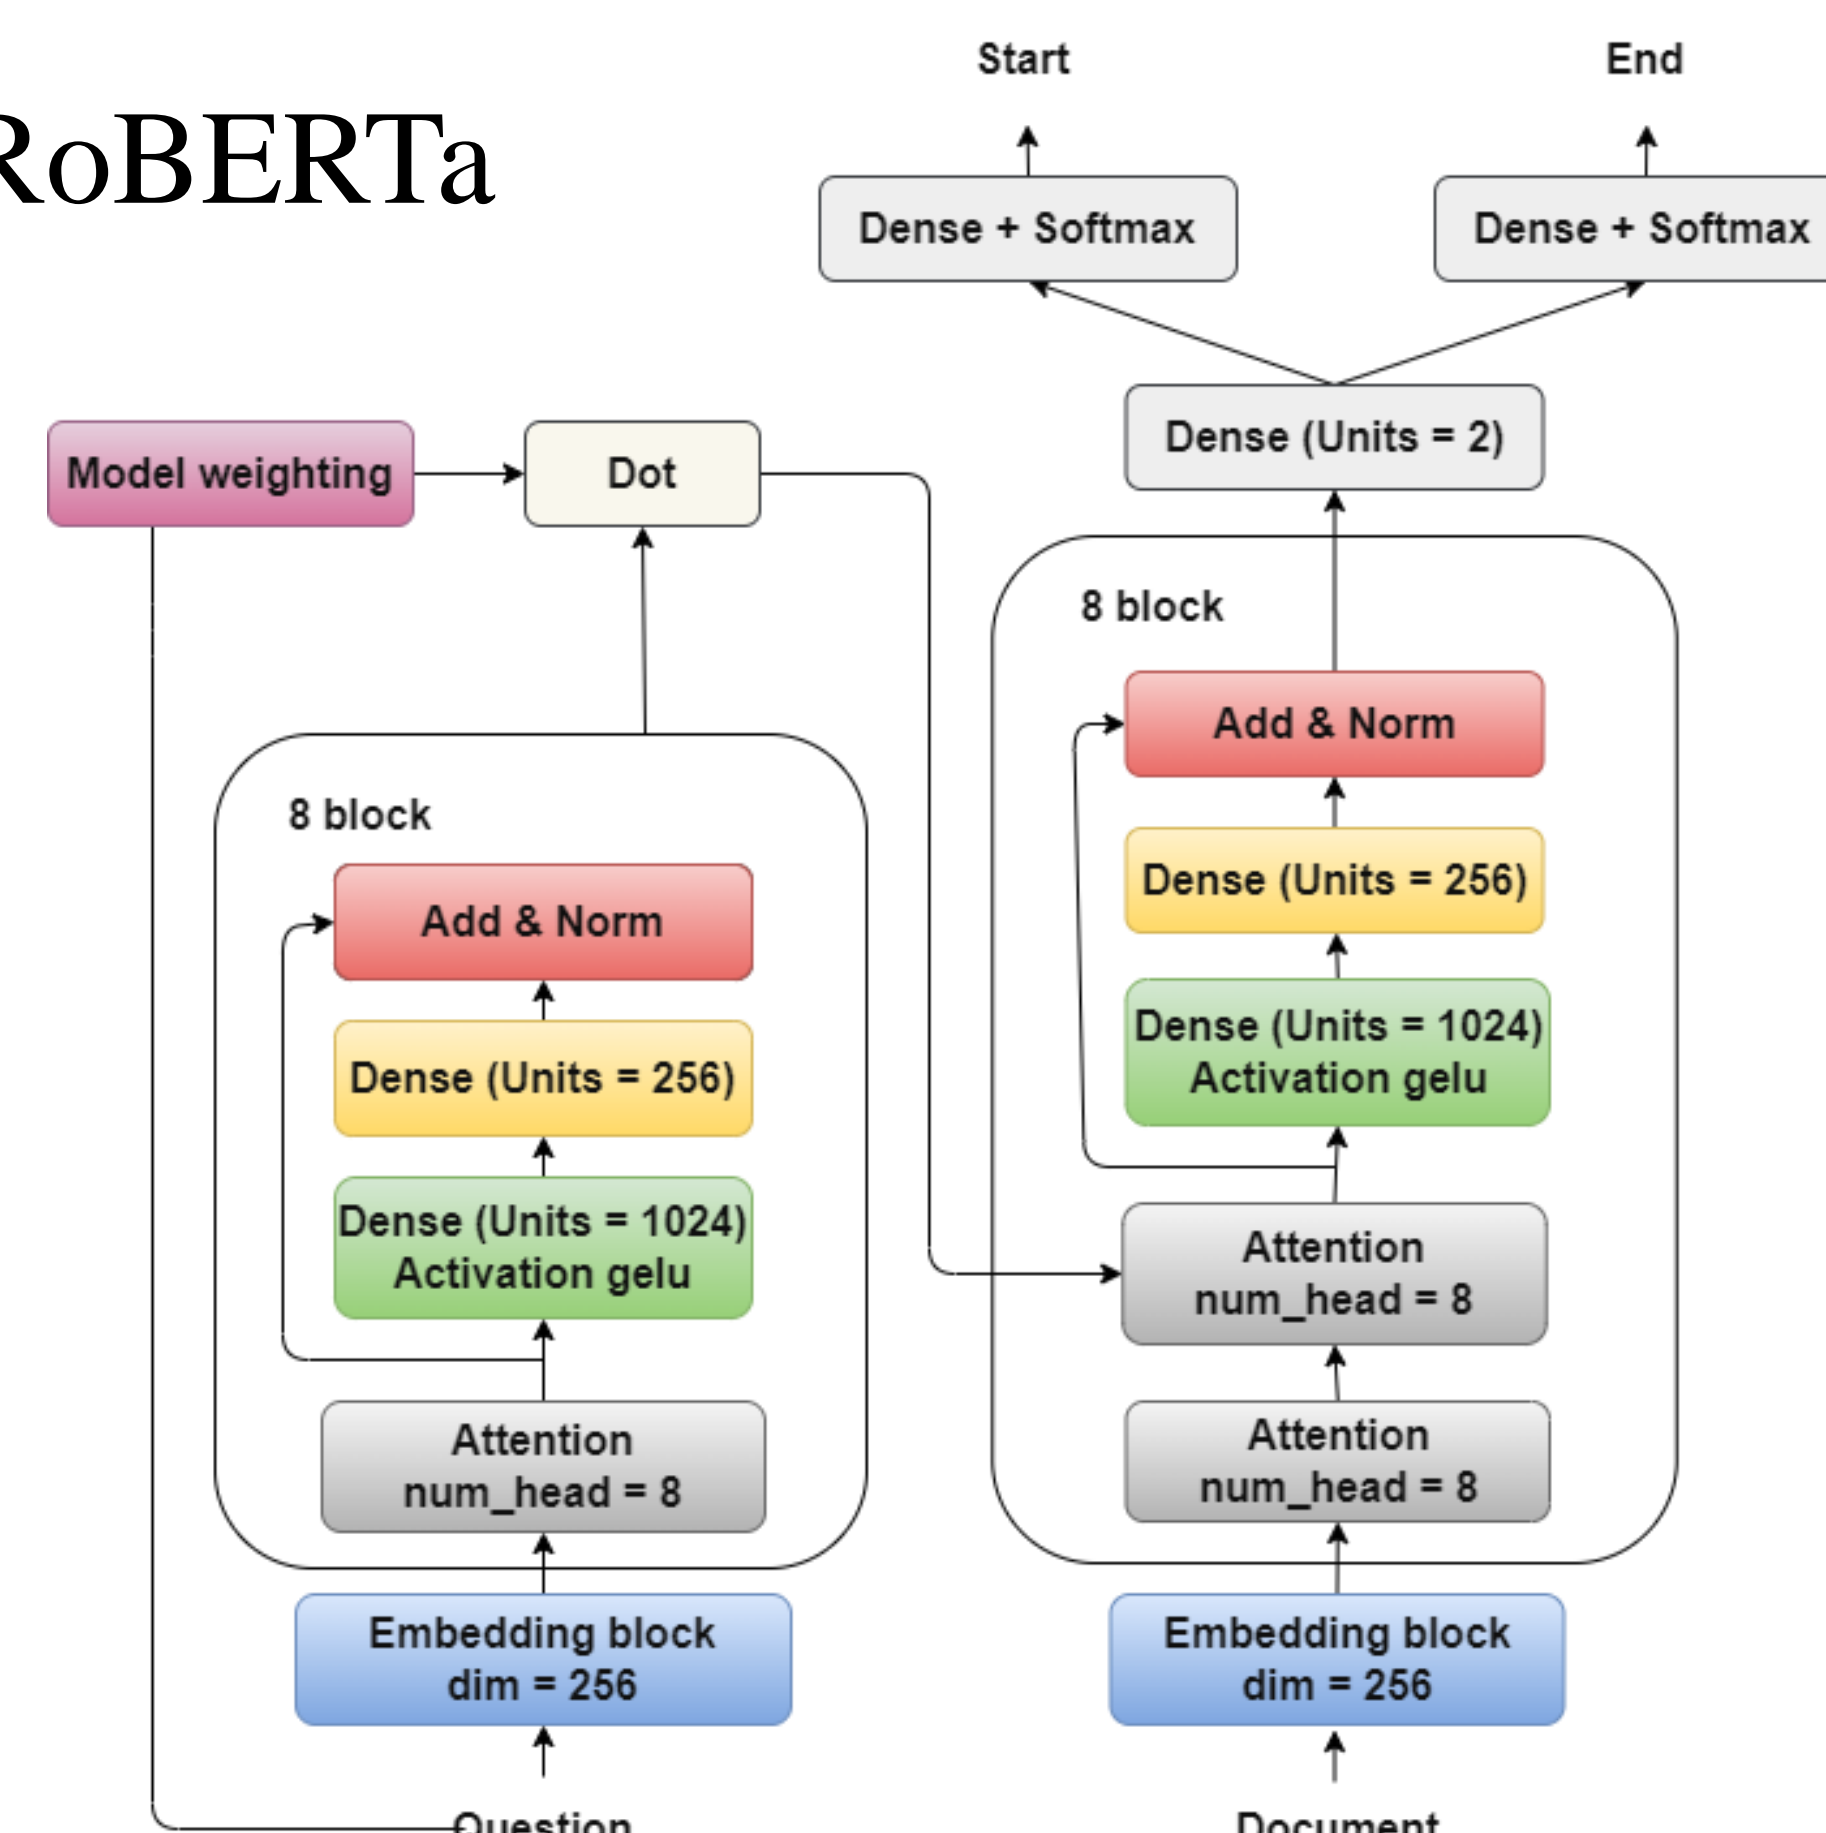 Start
End
RoBERTa
Dense + Softmax
Dense + Softmax
Dense (Units = 2)
Model weighting
Dot
8 block
Add & Norm
Dense (Units = 256)
Dense (Units = 1024)
Activation gelu
Attention
num_head = 8
Embedding block
dim = 256
Question
8 block
Add & Norm
Dense (Units = 256)
Dense (Units = 1024)
Activation gelu
Attention
num_head = 8
Attention
num_head = 8
Embedding block
dim = 256
Document